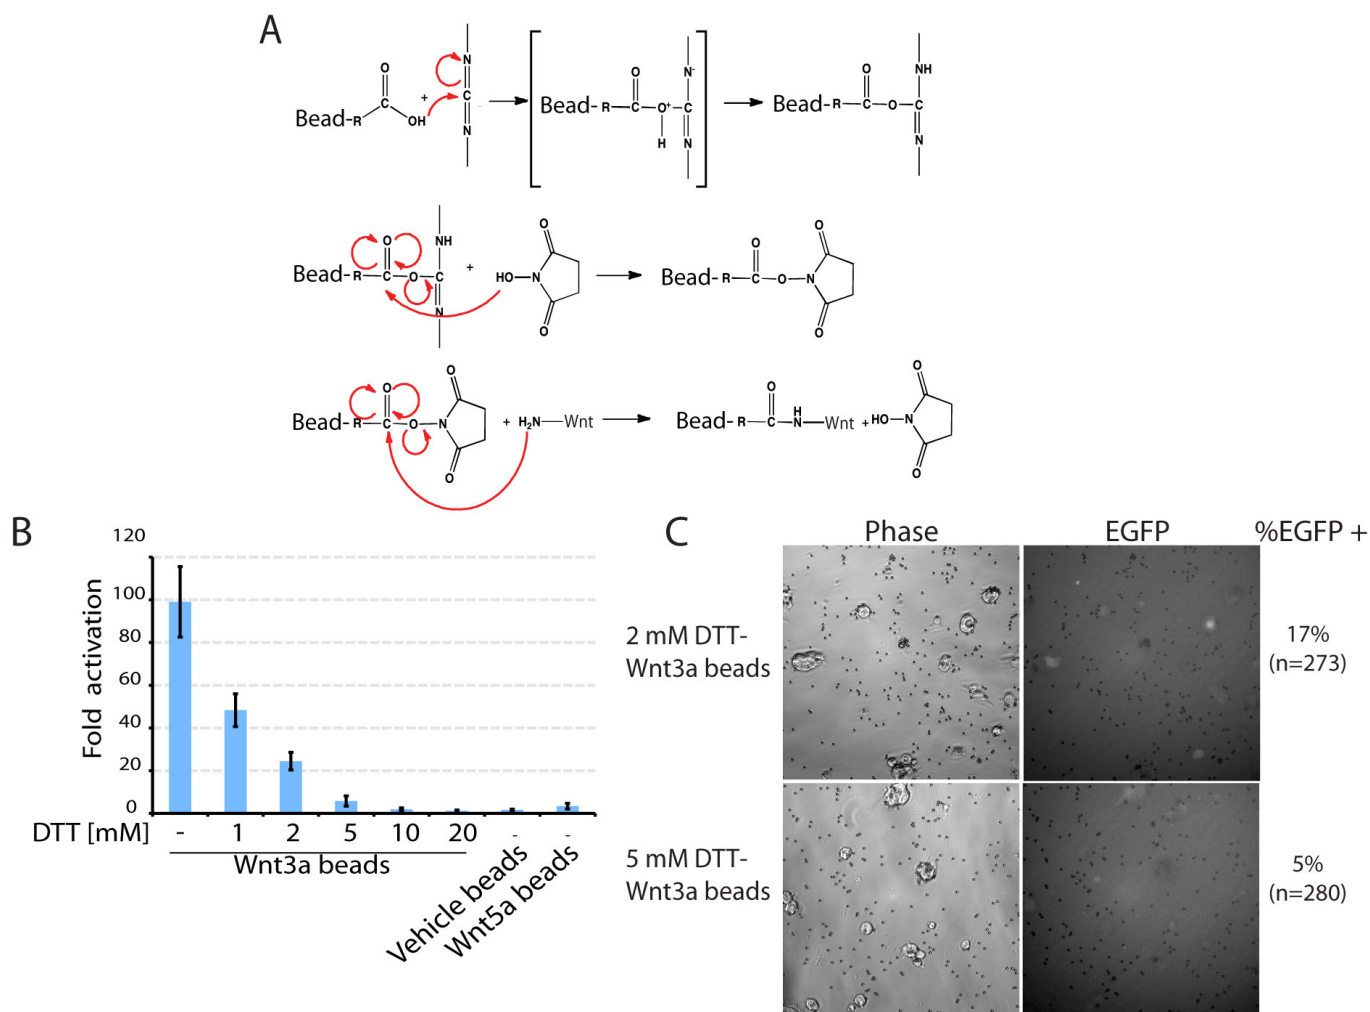 A
O
N
+
C
Bead-R
OH
N
O
N-
Bead-R-C-O+-C
H
N
O
NH
Bead-R-C-O-C
N
O
NH
Bead-R-C-O-C
N
+
O
HO-N
O
O
O
Bead-R-C-O-N
O
O
O
Bead-R-C-O-N
O
+ H2N-Wnt
O
H
Bead-R-C-N-Wnt
+
O
HO-N
O
B
120
100
80
60
40
20
0
Fold activation
DTT [mM] - 1 2 5 10 20 - -
Wnt3a beads
Vehicle beads
Wnt5a beads
C
Phase EGFP %EGFP +
2 mM DTT-
Wnt3a beads
17%
(n=273)
5 mM DTT-
Wnt3a beads
5%
(n=280)